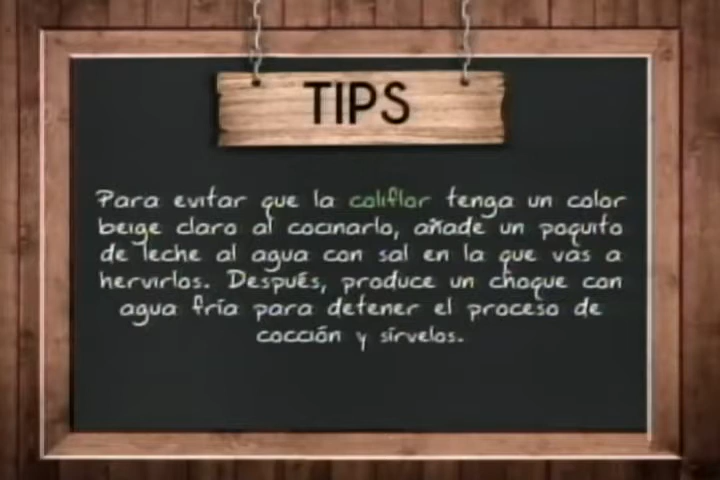 TIPS
Para evitar que la coliflor tenga un color
beige claro al cocinarlo, añade un poquito
de leche al agua con sal en la que vas a
hervirlos. Después, produce un choque con
agua fría para detener el proceso de
cocción y sírvelos.